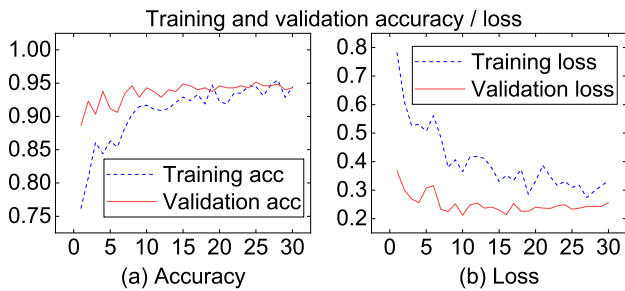 Training and validation accuracy / loss
1.00
0.95
0.90
0.85
0.80
0.75
Training acc
Validation acc
0 5 10 15 20 25 30
(a) Accuracy
0.8
0.7
0.6
0.5
0.4
0.3
0.2
Training loss
Validation loss
0 5 10 15 20 25 30
(b) Loss